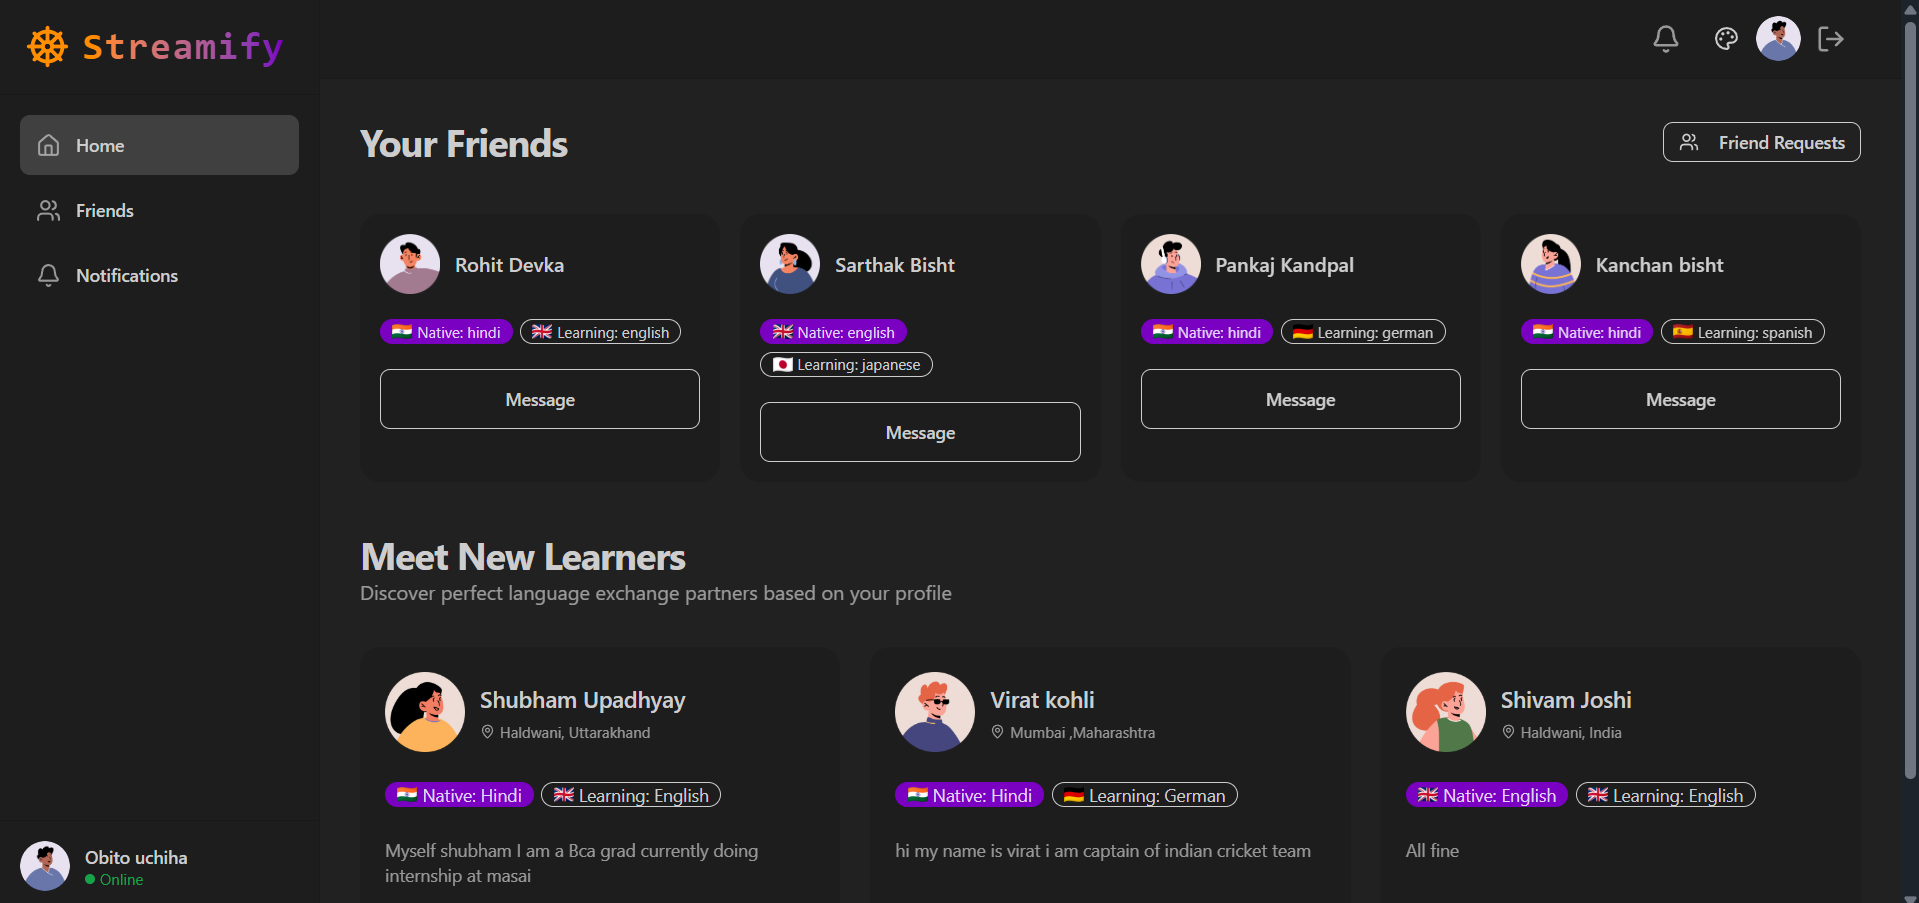 Streamify
Home
Friends
Notifications
Obito uchiha
Online
Your Friends
Friend Requests
Rohit Devka
Native: hindi
Learning: english
Message
Sarthak Bisht
Native: english
Learning: japanese
Message
Pankaj Kandpal
Native: hindi
Learning: german
Message
Kanchan bisht
Native: hindi
Learning: spanish
Message
Meet New Learners
Discover perfect language exchange partners based on your profile
Shubham Upadhyay
Haldwani, Uttarakhand
Native: Hindi
Learning: English
Myself shubham I am a Bca grad currently doing
internship at masai
Virat kohli
Mumbai ,Maharashtra
Native: Hindi
Learning: German
hi my name is virat i am captain of indian cricket team
Shivam Joshi
Haldwani, India
Native: English
Learning: English
All fine